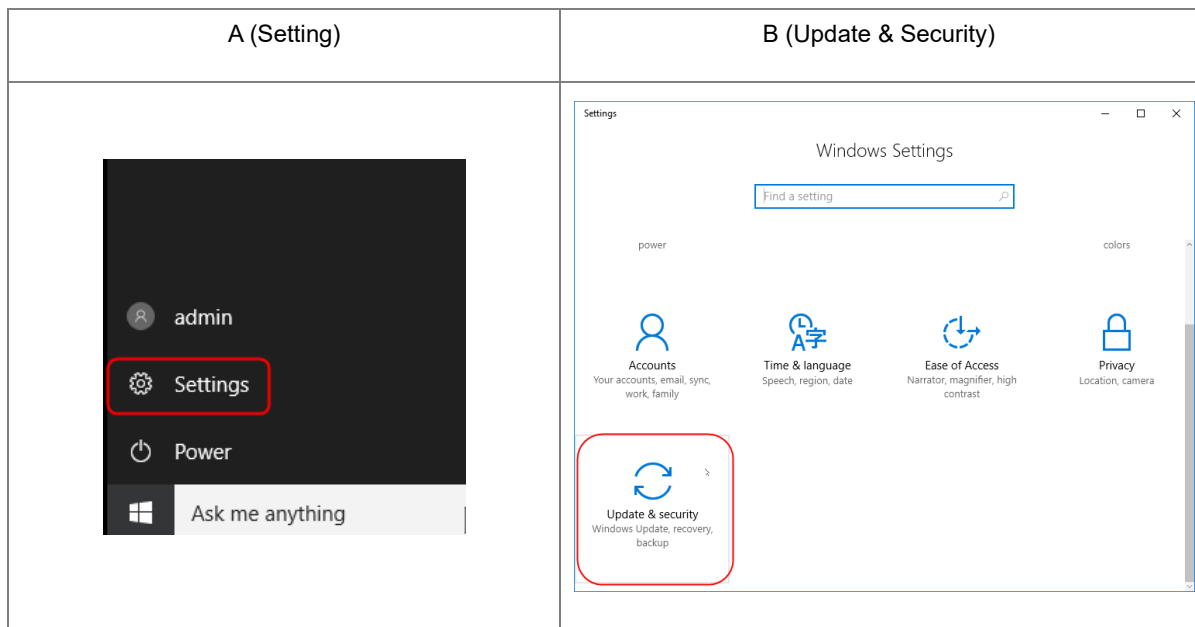 A (Setting)
B (Update & Security)
admin
Settings
Power
Ask me anything
Settings
Windows Settings
Find a setting
power
colors
Accounts
Your accounts, email, sync,
work, family
Time & language
Speech, region, date
Ease of Access
Narrator, magnifier, high
contrast
Privacy
Location, camera
Update & security
Windows Update, recovery,
backup